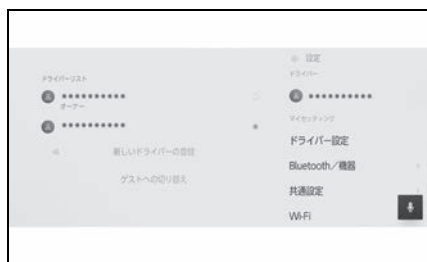 ドライバーリスト
**********
オーナー
**********
新しいドライバーの登録
ゲストへの切り替え
設定
ドライバー
**********
マイセッティング
ドライバー設定
Bluetooth／機器
共通設定
Wi-Fi